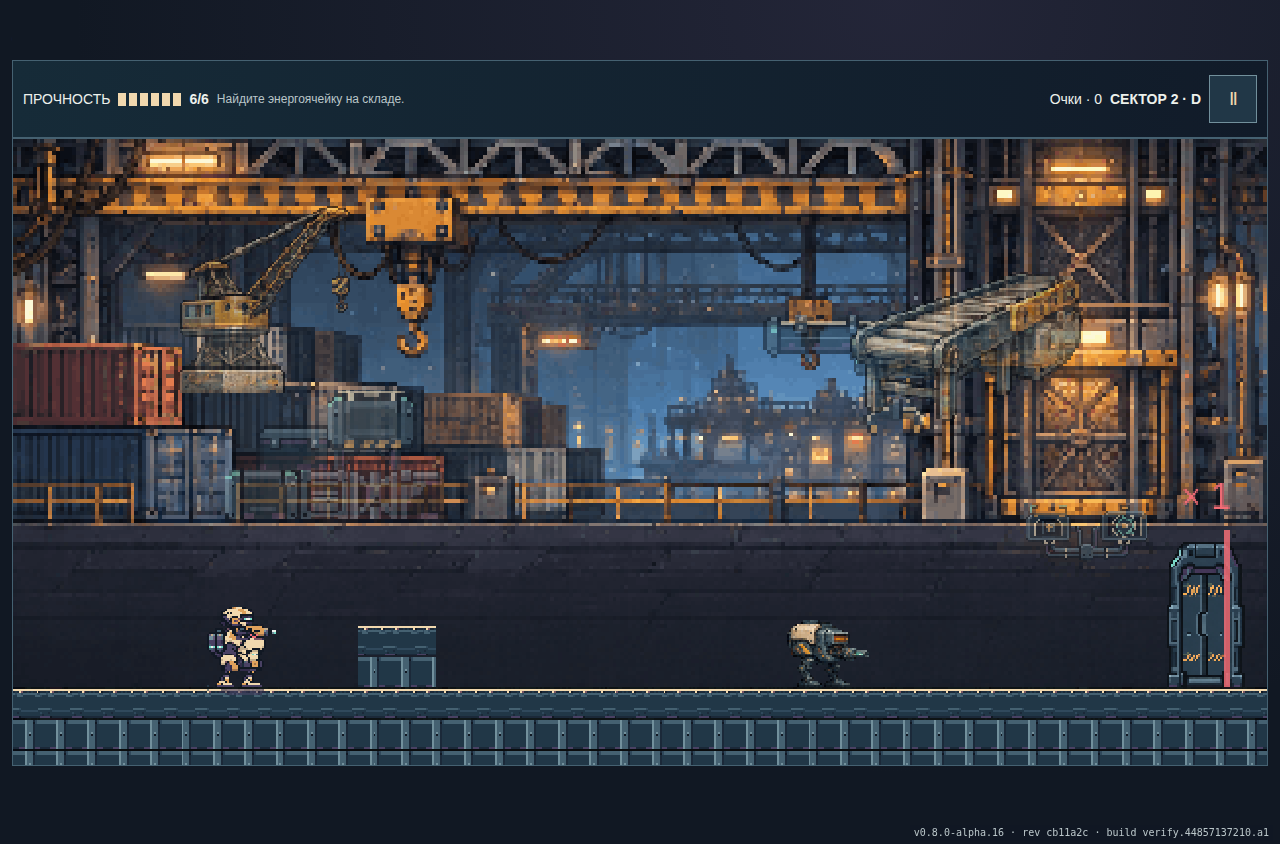 ПРОЧНОСТЬ 6/6 Найдите энергоячейку на складе.
Очки · 0 СЕКТОР 2 · D II
× 1
v0.8.0-alpha.16 · rev cb11a2c · build verify.44857137210.a1